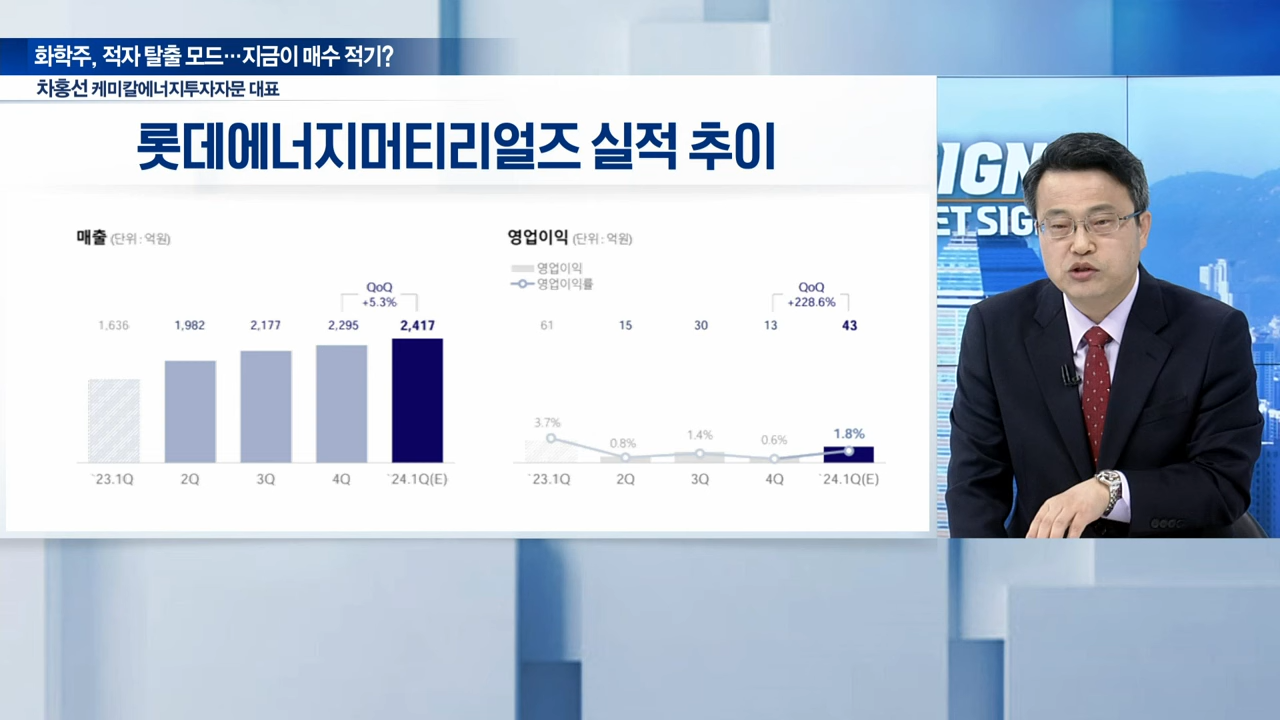 화학주, 적자 탈출 모드…지금이 매수 적기?
차홍선 케미칼에너지투자자문 대표
롯데에너지머티리얼즈 실적 추이
매출 (단위 : 억원)
QoQ
+5.3%
1,636 1,982 2,177 2,295 2,417
`23.1Q 2Q 3Q 4Q `24.1Q(E)
영업이익 (단위 : 억원)
영업이익
영업이익률
QoQ
+228.6%
61 15 30 13 43
3.7% 0.8% 1.4% 0.6% 1.8%
`23.1Q 2Q 3Q 4Q `24.1Q(E)
SIGN
ET SIG